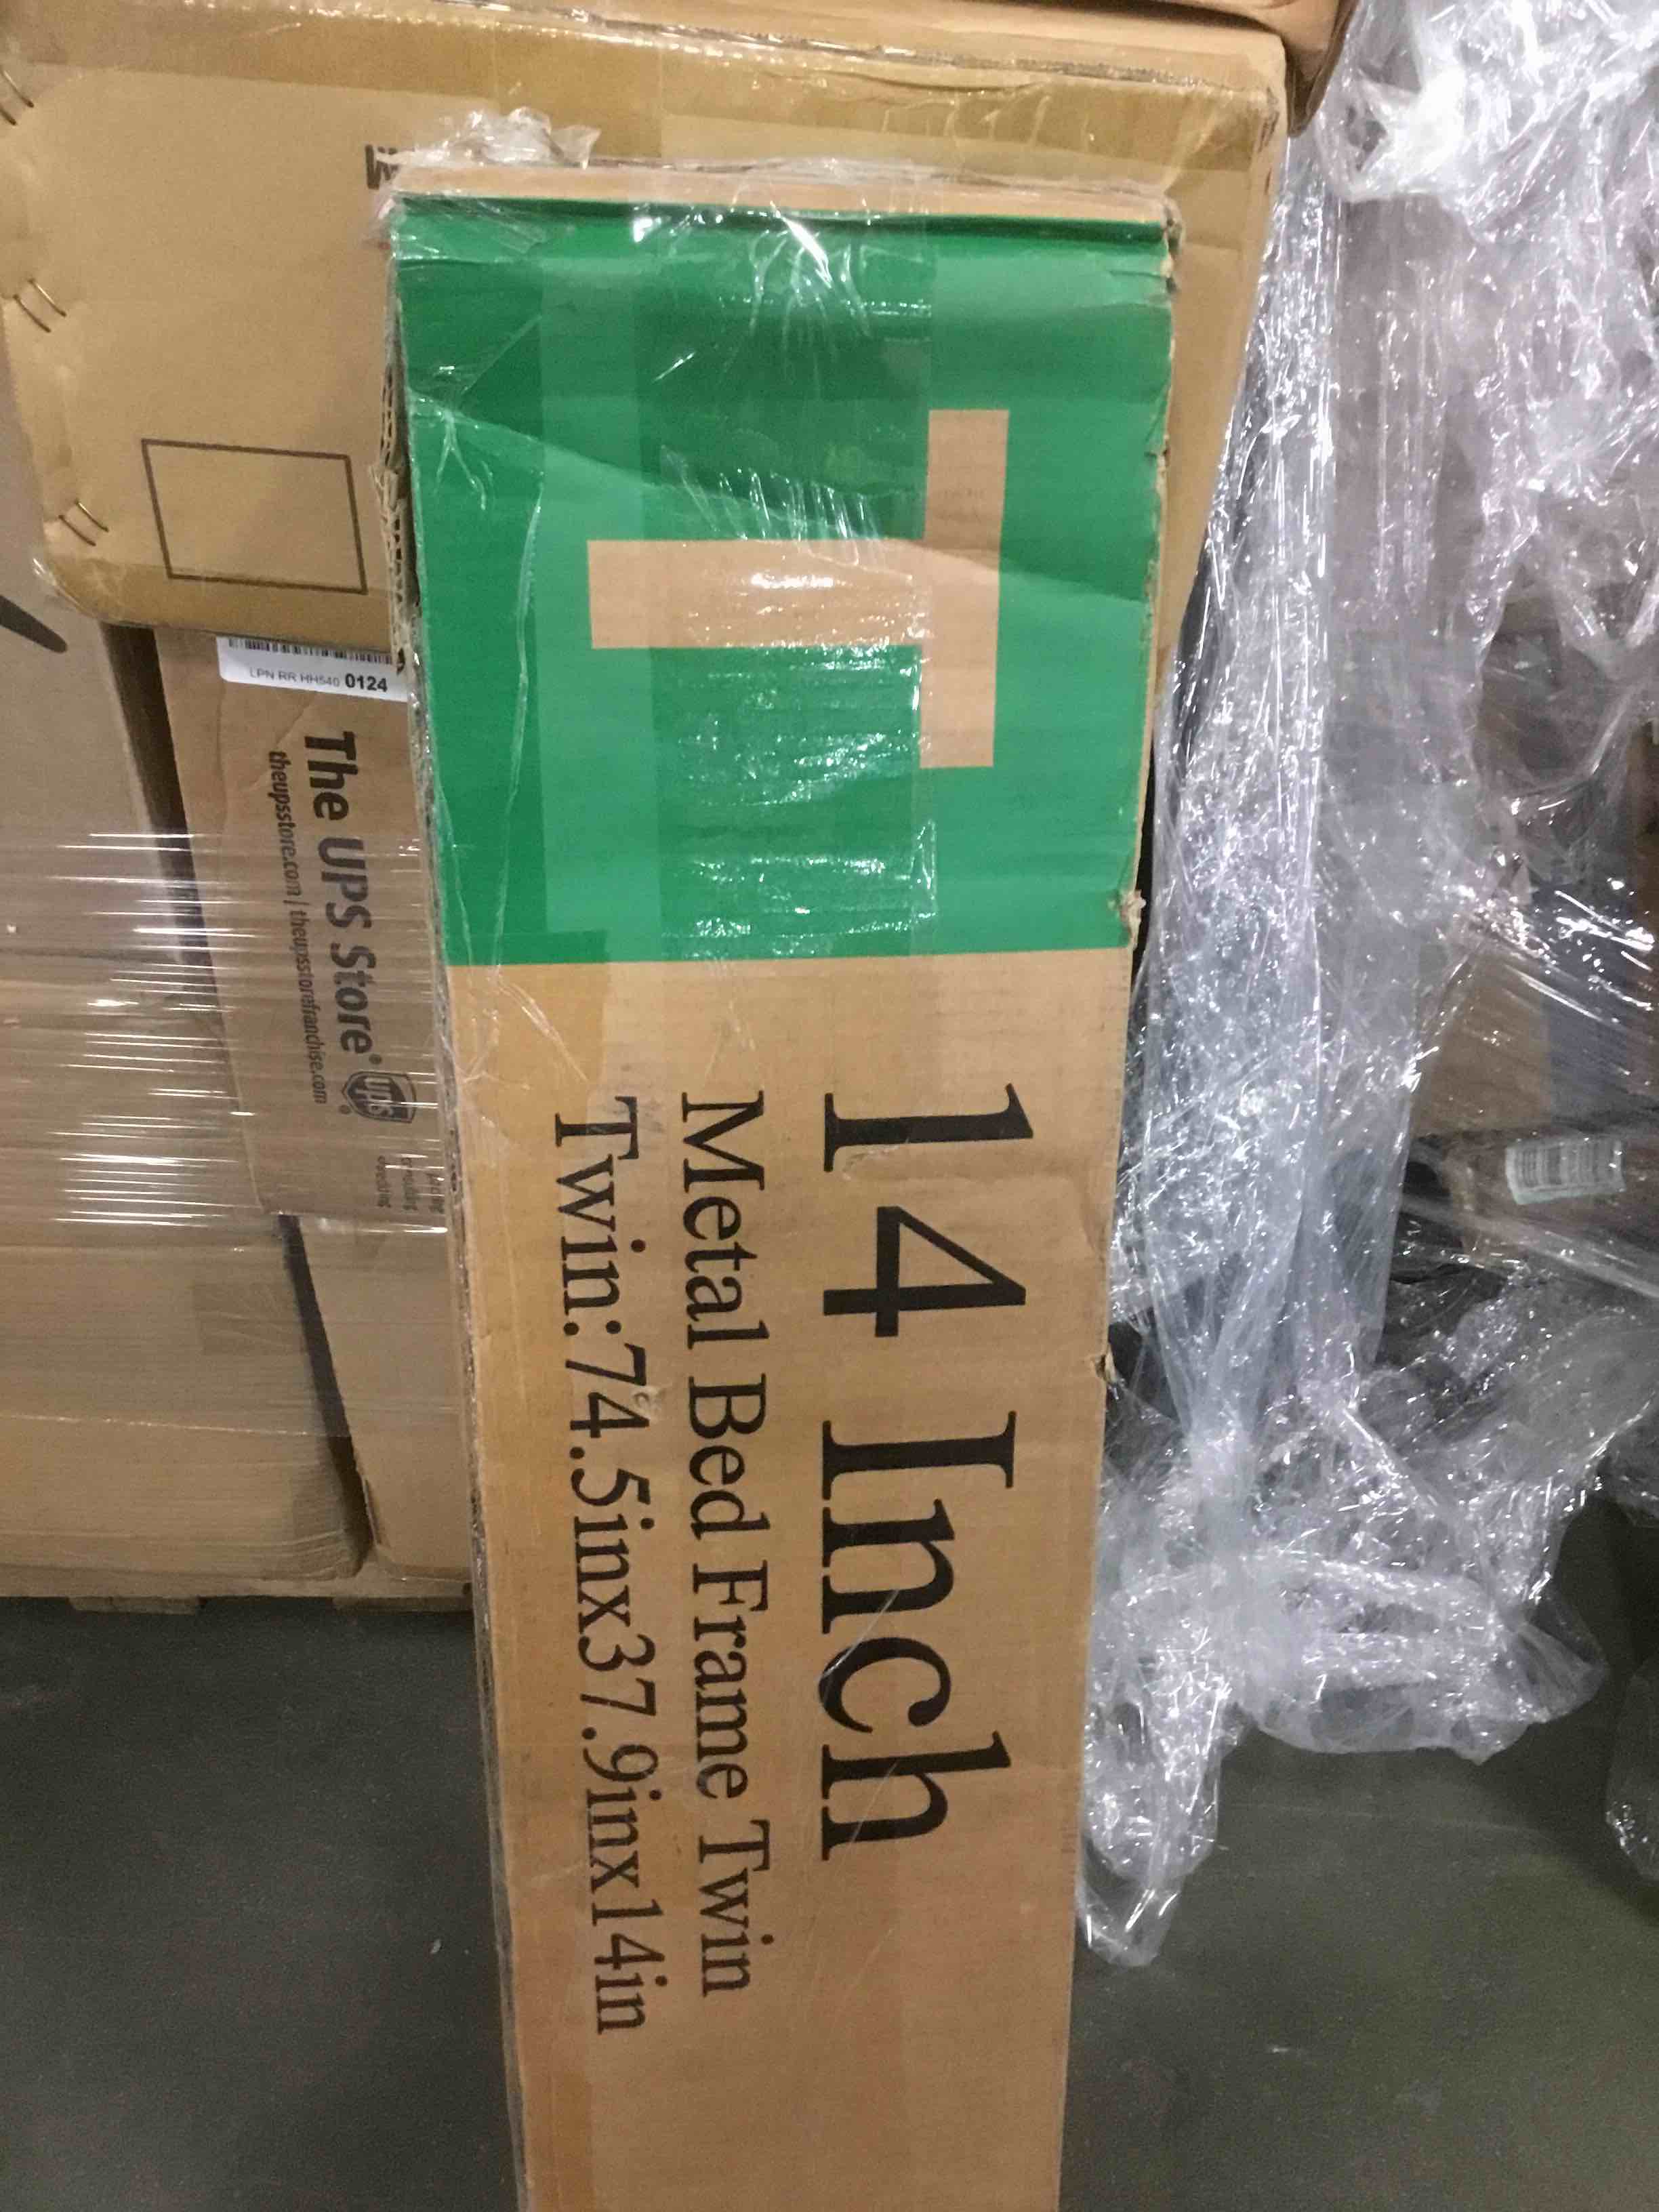 T
14 Inch
Metal Bed Frame Twin
Twin:74.5inx37.9inx14in
LPN RR HH540 0124
The UPS Store®
theupsstore.com | theupsstorefranchise.com
UPS